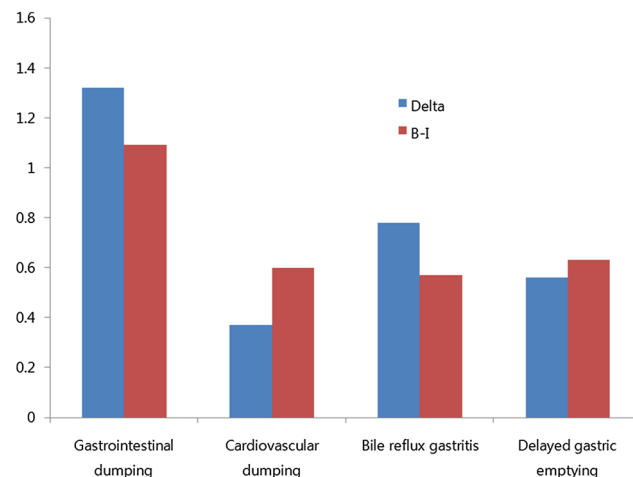 1.6
1.4
1.2
1
0.8
0.6
0.4
0.2
0
Delta
B-I
Gastrointestinal dumping
Cardiovascular dumping
Bile reflux gastritis
Delayed gastric emptying